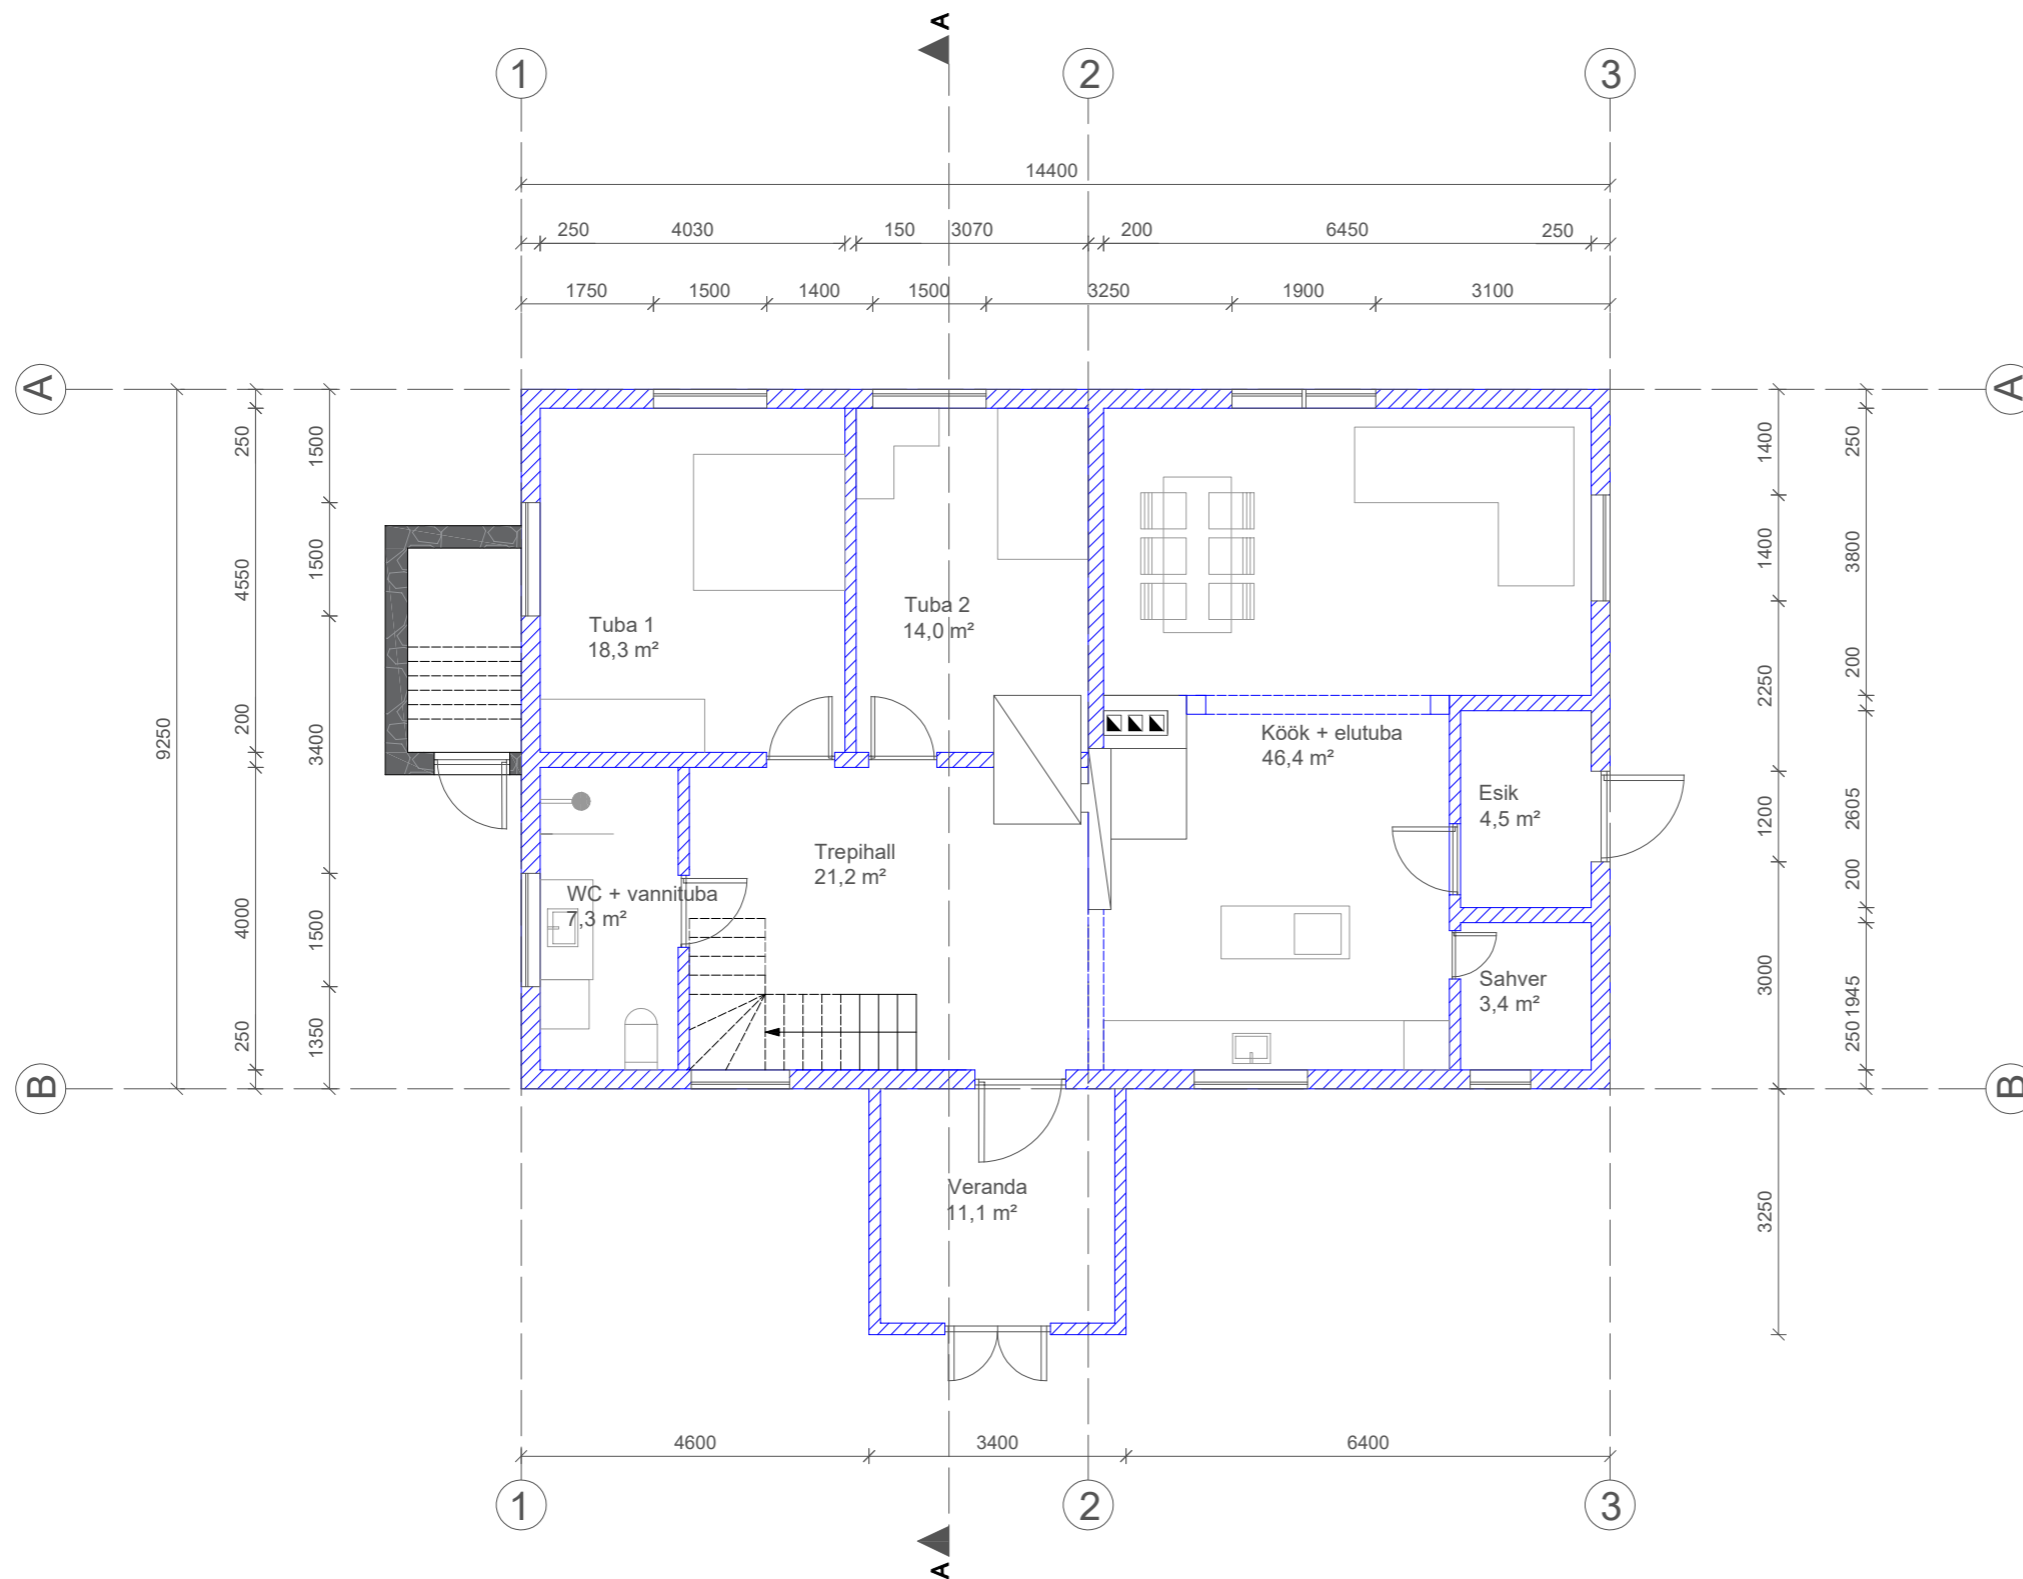 A
1
2
3
14400
250
4030
150
3070
200
6450
250
1750
1500
1400
1500
3250
1900
3100
A
A
9250
250
4550
200
4000
250
1500
1500
3400
1500
1350
1400
1400
2250
1200
3000
3250
250
3800
200
2605
200
1945
250
Tuba 1
18,3 m²
Tuba 2
14,0 m²
Köök + elutuba
46,4 m²
Esik
4,5 m²
Trepihall
21,2 m²
WC + vannituba
7,3 m²
Sahver
3,4 m²
B
B
Veranda
11,1 m²
4600
3400
6400
1
2
3
A